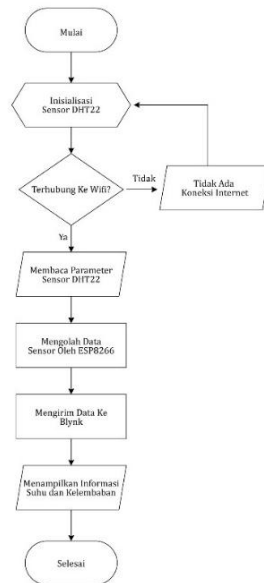 Mulai
Inisialisasi
Sensor DHT22
Terhubung Ke Wifi?
Tidak
Tidak Ada
Koneksi Internet
Ya
Membaca Parameter
Sensor DHT22
Mengolah Data
Sensor Oleh ESP8266
Mengirim Data Ke
Blynk
Menampilkan Informasi
Suhu dan Kelembaban
Selesai